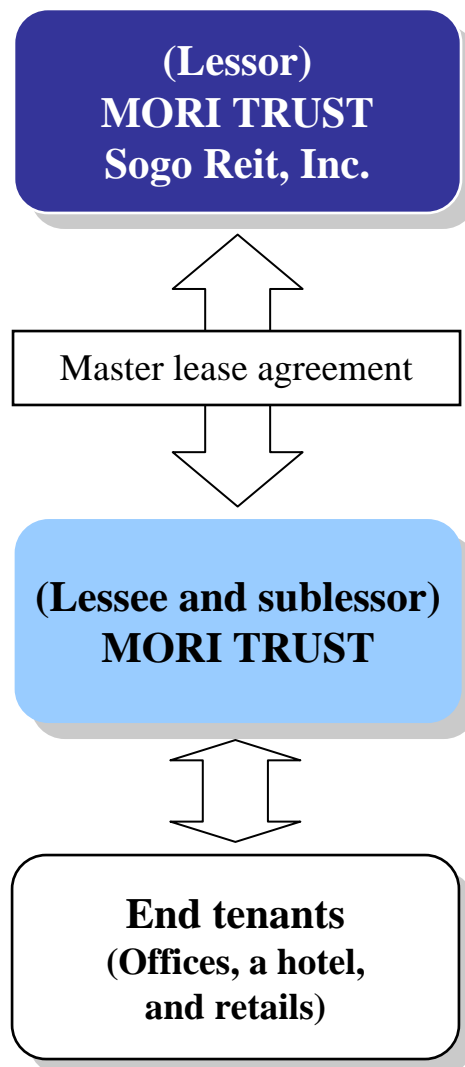 (Lessor)
MORI TRUST
Sogo Reit, Inc.
Master lease agreement
(Lessee and sublessor)
MORI TRUST
End tenants
(Offices, a hotel,
and retails)